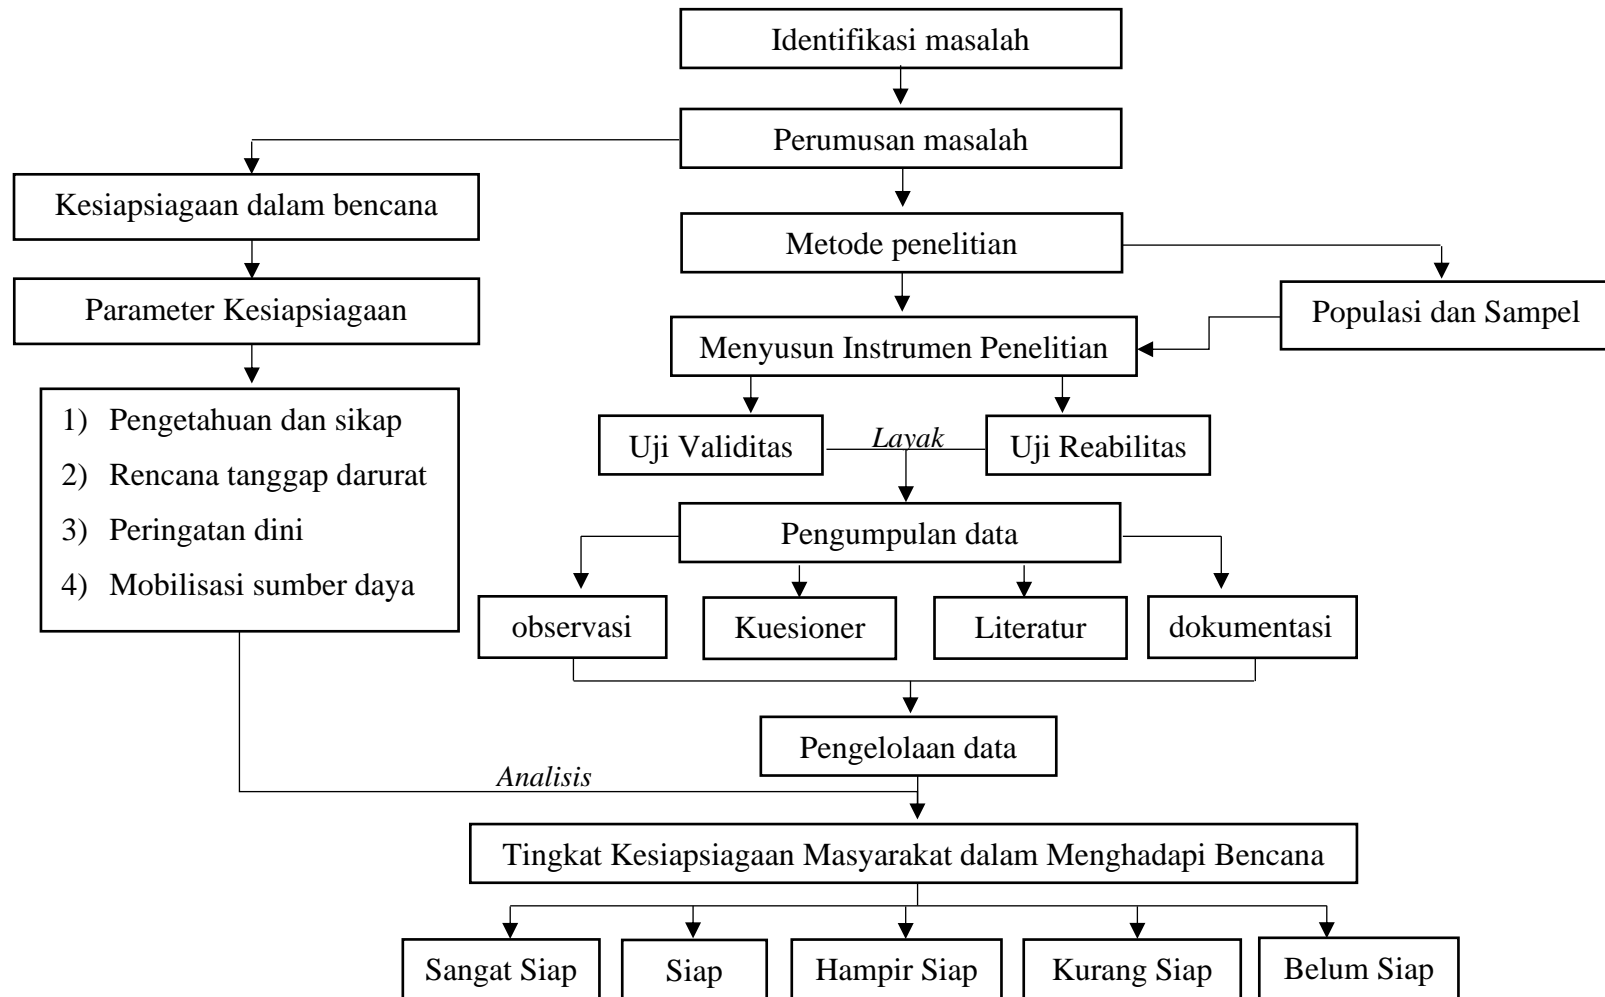 Identifikasi masalah
Perumusan masalah
Kesiapsiagaan dalam bencana
Metode penelitian
Parameter Kesiapsiagaan
Populasi dan Sampel
Menyusun Instrumen Penelitian
1) Pengetahuan dan sikap
2) Rencana tanggap darurat
3) Peringatan dini
4) Mobilisasi sumber daya
Uji Validitas
Layak
Uji Reabilitas
Pengumpulan data
observasi
Kuesioner
Literatur
dokumentasi
Pengelolaan data
Analisis
Tingkat Kesiapsiagaan Masyarakat dalam Menghadapi Bencana
Sangat Siap
Siap
Hampir Siap
Kurang Siap
Belum Siap